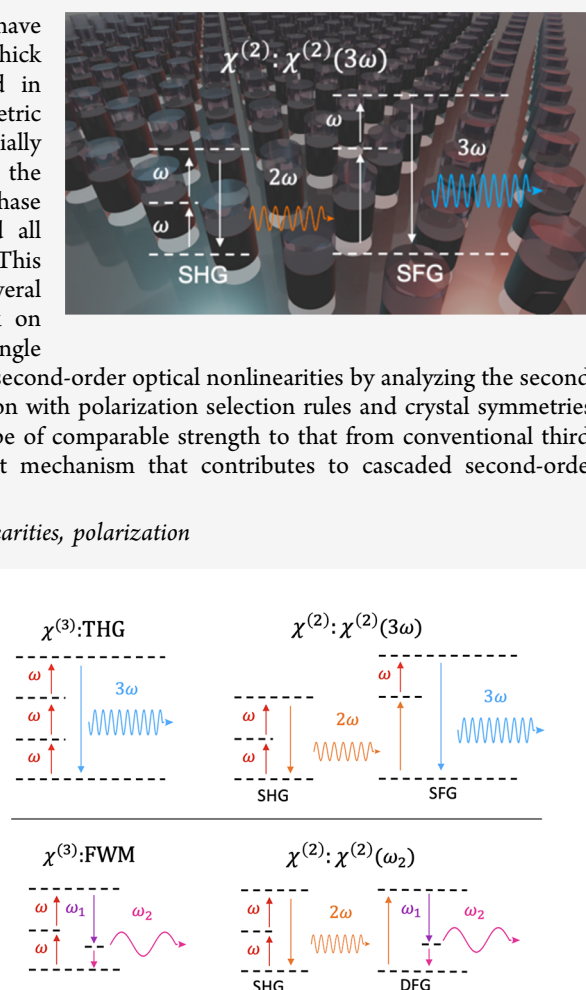 have
hick
d in
etric
ially
the
hase
d all
This
veral
on
ngle
χ⁽²⁾: χ⁽²⁾(3ω)
ω
ω
SHG
2ω
ω
SFG
3ω
second-order optical nonlinearities by analyzing the second
on with polarization selection rules and crystal symmetries
be of comparable strength to that from conventional third
t mechanism that contributes to cascaded second-orde
earities, polarization
χ⁽³⁾:THG
ω
ω
ω
3ω
χ⁽²⁾: χ⁽²⁾(3ω)
ω
ω
SHG
2ω
ω
SFG
3ω
χ⁽³⁾:FWM
ω
ω
ω₁
ω₂
χ⁽²⁾: χ⁽²⁾(ω₂)
ω
ω
SHG
2ω
ω₁
DFG
ω₂